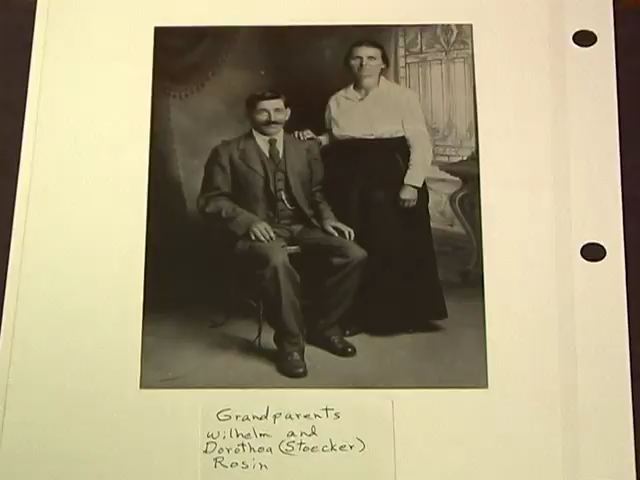 Grandparents
Wilhelm and
Dorothea (Stoecker)
Rosin